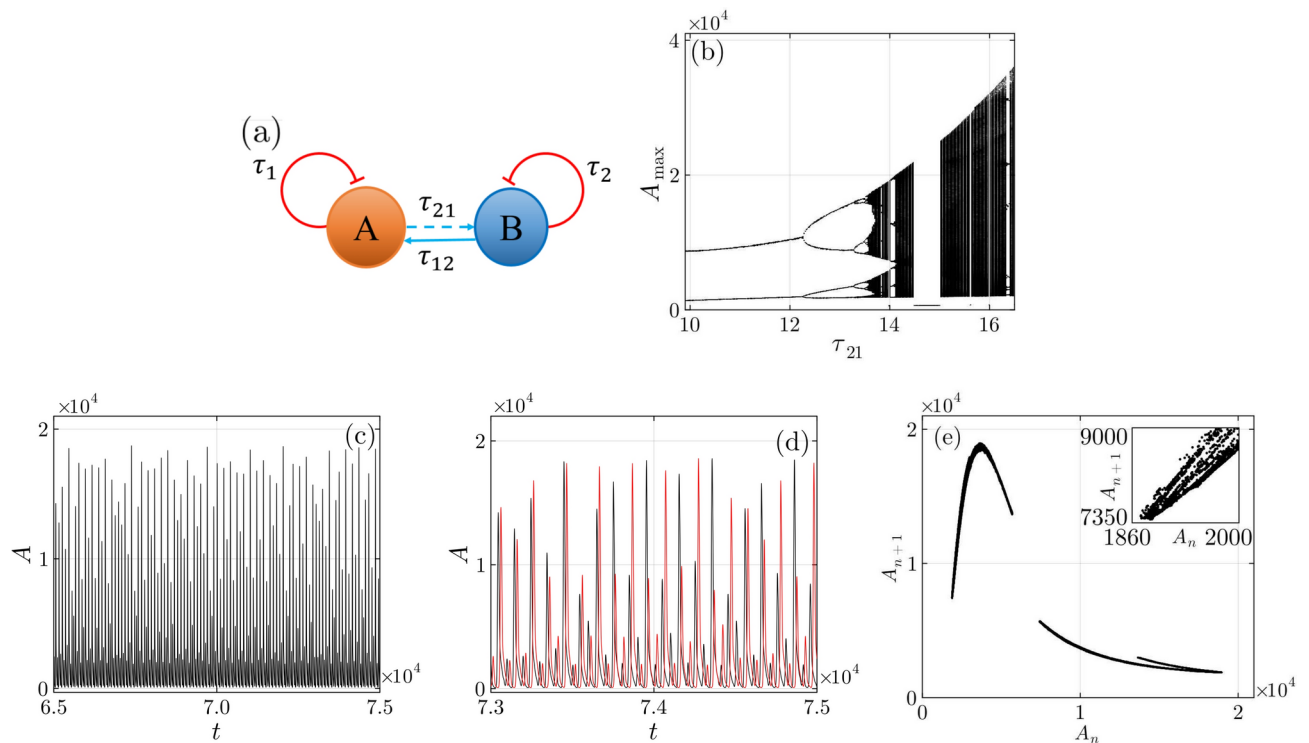 (a)
τ1
τ2
τ21
A
B
τ12
×10^4
(b)
4
A_max
2
0
10
12
14
16
τ21
×10^4
(c)
2
A
1
0
×10^4
6.5
7.0
7.5
t
×10^4
(d)
2
A
1
0
×10^4
7.3
7.4
7.5
t
×10^4
(e)
2
A_{n+1}
1
0
9000
A_{n+1}
7350
1860
A_n
2000
×10^4
0
1
2
A_n